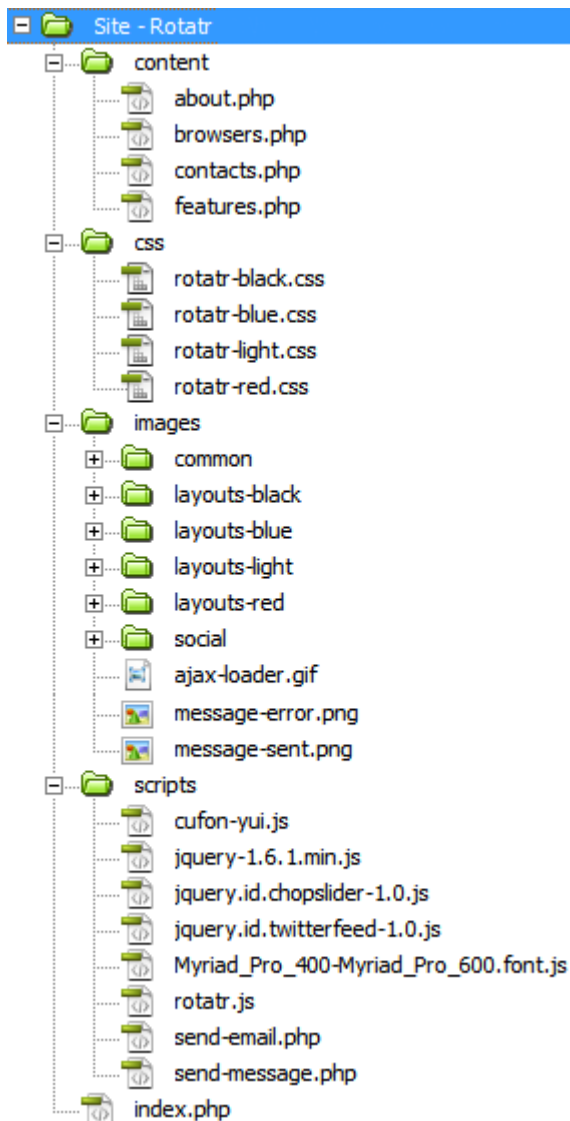 Site - Rotatr
content
about.php
browsers.php
contacts.php
features.php
css
rotatr-black.css
rotatr-blue.css
rotatr-light.css
rotatr-red.css
images
common
layouts-black
layouts-blue
layouts-light
layouts-red
social
ajax-loader.gif
message-error.png
message-sent.png
scripts
cufon-yui.js
jquery-1.6.1.min.js
jquery.id.chopslider-1.0.js
jquery.id.twitterfeed-1.0.js
Myriad_Pro_400-Myriad_Pro_600.font.js
rotatr.js
send-email.php
send-message.php
index.php